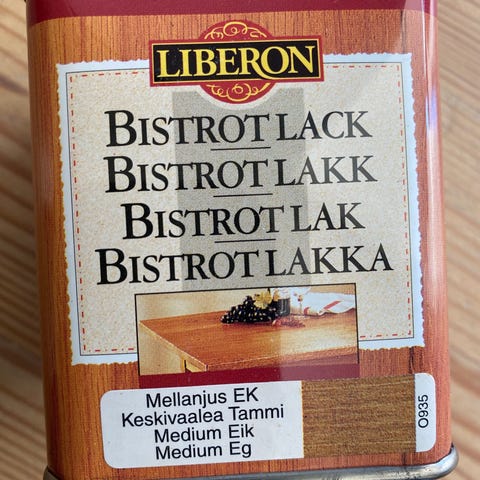 LIBERON
BISTROT LACK
BISTROT LAKK
BISTROT LAK
BISTROT LAKKA
Mellanjus EK
Keskivaalea Tammi
Medium Eik
Medium Eg
O935